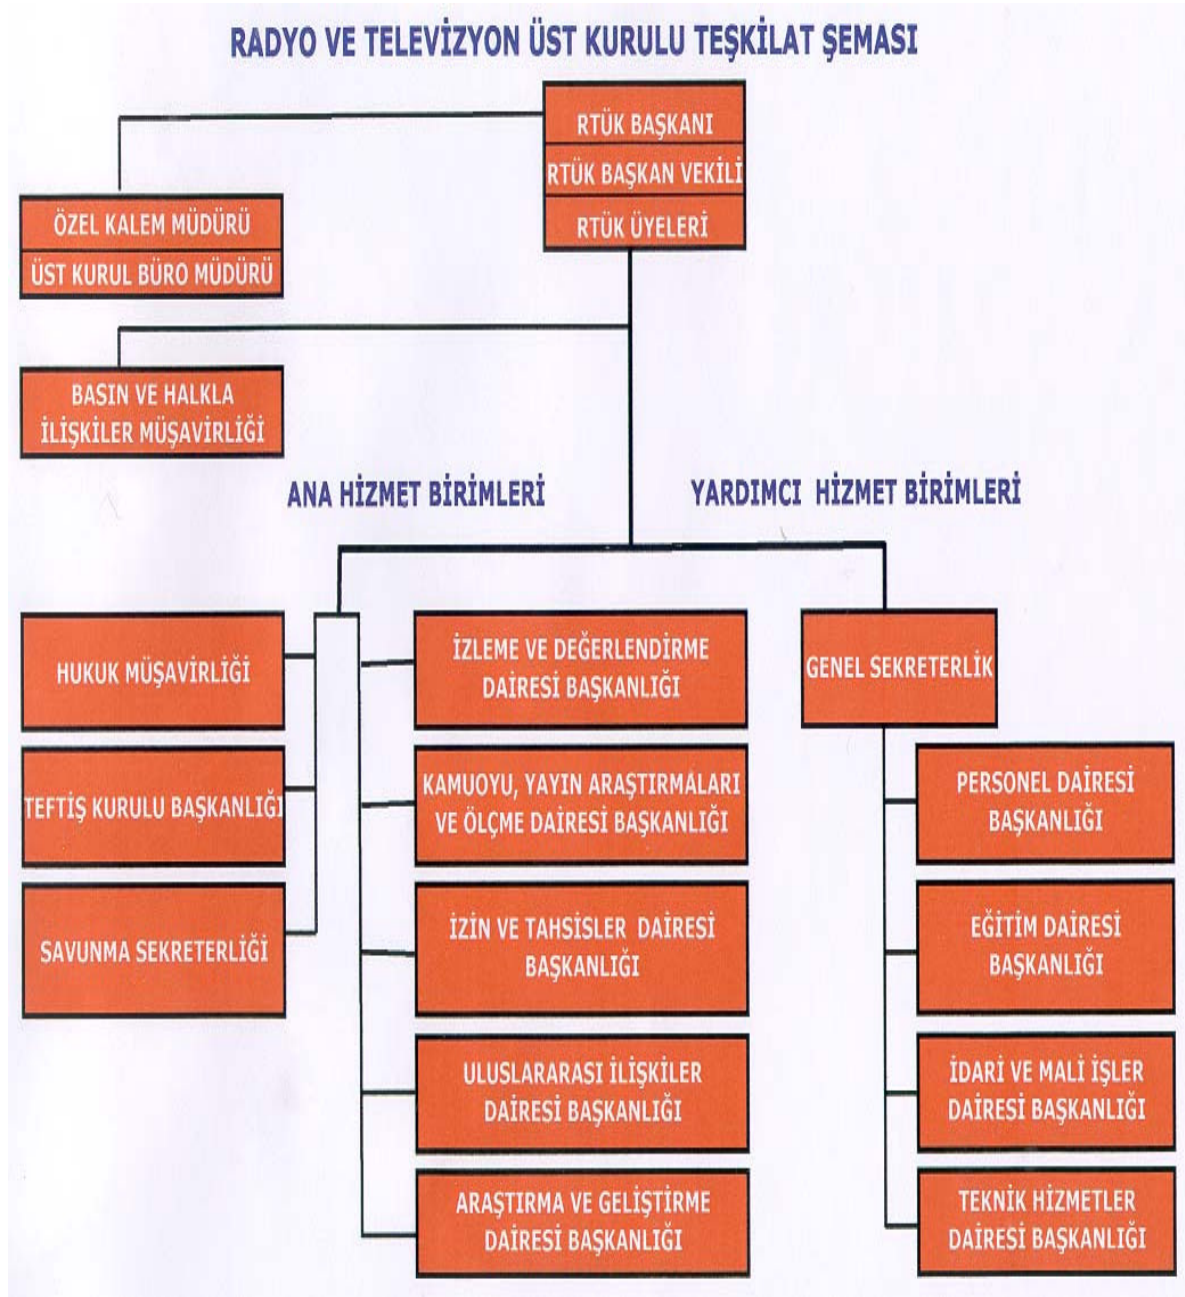 RADYO VE TELEVİZYON ÜST KURULU TEŞKİLAT ŞEMASI
RTÜK BAŞKANI
RTÜK BAŞKAN VEKİLİ
RTÜK ÜYELERİ
ÖZEL KALEM MÜDÜRÜ
ÜST KURUL BÜRO MÜDÜRÜ
BASIN VE HALKLA
İLİŞKİLER MÜŞAVİRLİĞİ
ANA HİZMET BİRİMLERİ
YARDIMCI HİZMET BİRİMLERİ
HUKUK MÜŞAVİRLİĞİ
TEFTİŞ KURULU BAŞKANLIĞI
SAVUNMA SEKRETERLİĞİ
İZLEME VE DEĞERLENDİRME
DAİRESİ BAŞKANLIĞI
KAMUOYU, YAYIN ARAŞTIRMALARI
VE ÖLÇME DAİRESİ BAŞKANLIĞI
İZİN VE TAHSİSLER DAİRESİ
BAŞKANLIĞI
ULUSLARARASI İLİŞKİLER
DAİRESİ BAŞKANLIĞI
ARAŞTIRMA VE GELİŞTİRME
DAİRESİ BAŞKANLIĞI
GENEL SEKRETERLİK
PERSONEL DAİRESİ
BAŞKANLIĞI
EĞİTİM DAİRESİ
BAŞKANLIĞI
İDARİ VE MALİ İŞLER
DAİRESİ BAŞKANLIĞI
TEKNİK HİZMETLER
DAİRESİ BAŞKANLIĞI